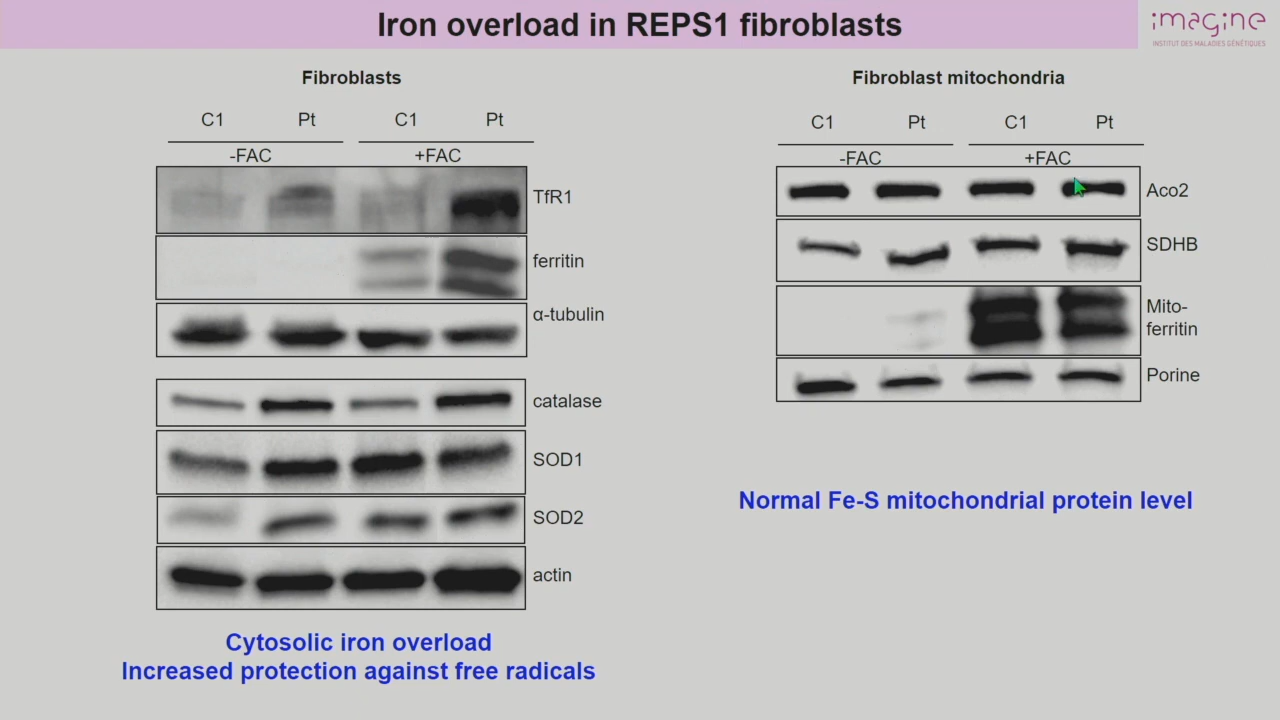 Iron overload in REPS1 fibroblasts
imagine
INSTITUT DES MALADIES GÉNÉTIQUES
Fibroblasts
C1 Pt C1 Pt
-FAC +FAC
TfR1
ferritin
α-tubulin
catalase
SOD1
SOD2
actin
Cytosolic iron overload
Increased protection against free radicals
Fibroblast mitochondria
C1 Pt C1 Pt
-FAC +FAC
Aco2
SDHB
Mito-
ferritin
Porine
Normal Fe-S mitochondrial protein level